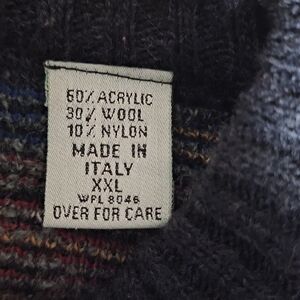 60% ACRYLIC
30% WOOL
10% NYLON
MADE IN
ITALY
XXL
WPL 8046
OVER FOR CARE